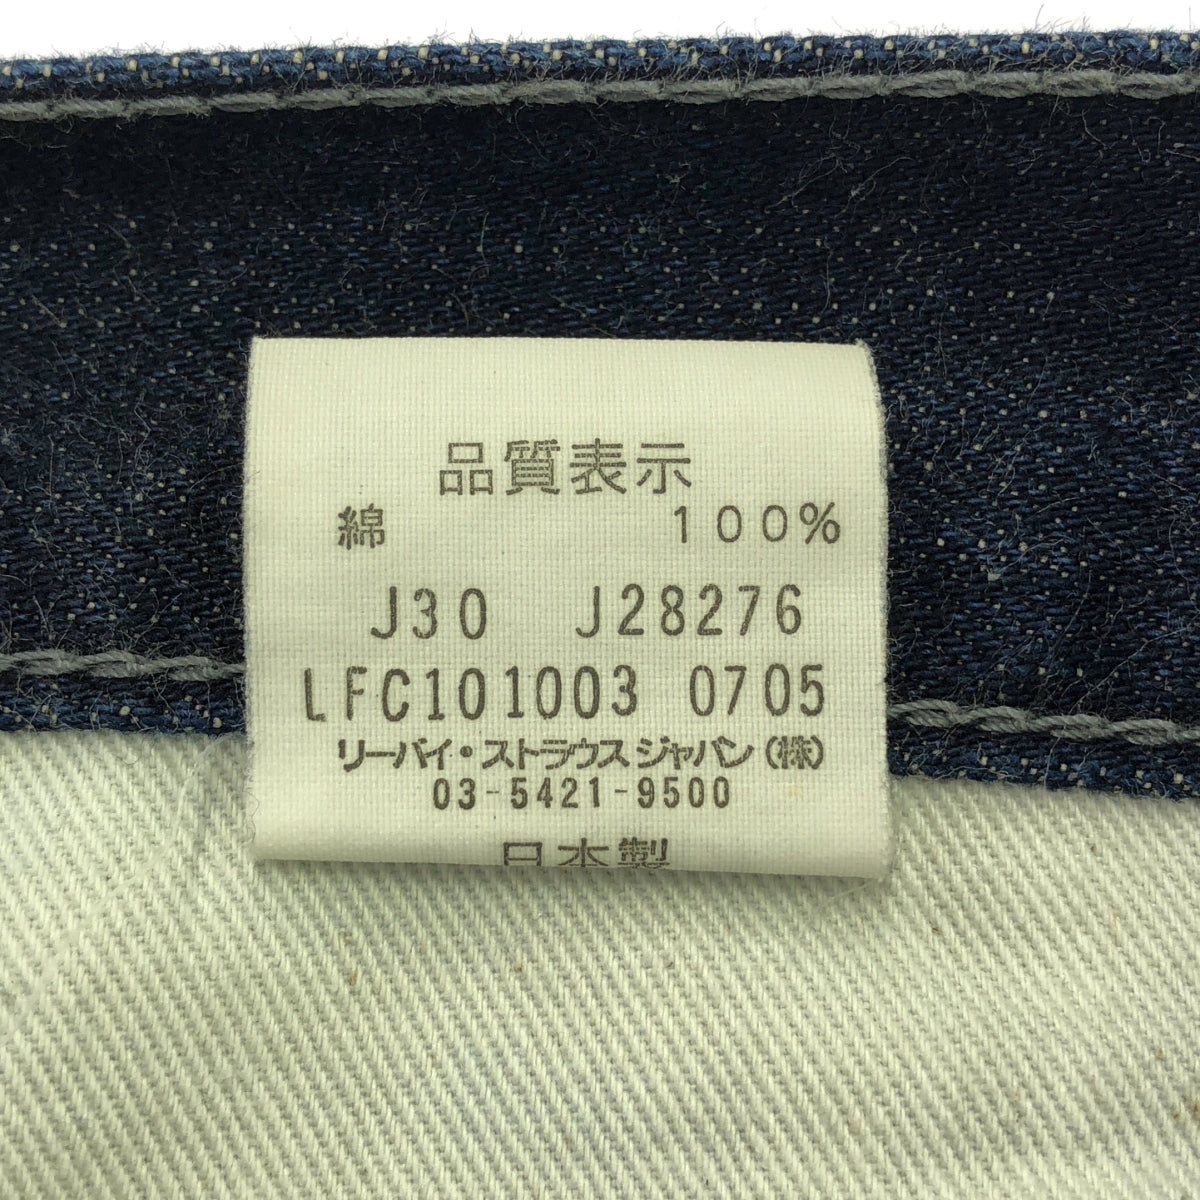 品質表示
綿 100%
J30 J28276
LFC101003 0705
リーバイ・ストラウスジャパン(株)
03-5421-9500
日本製